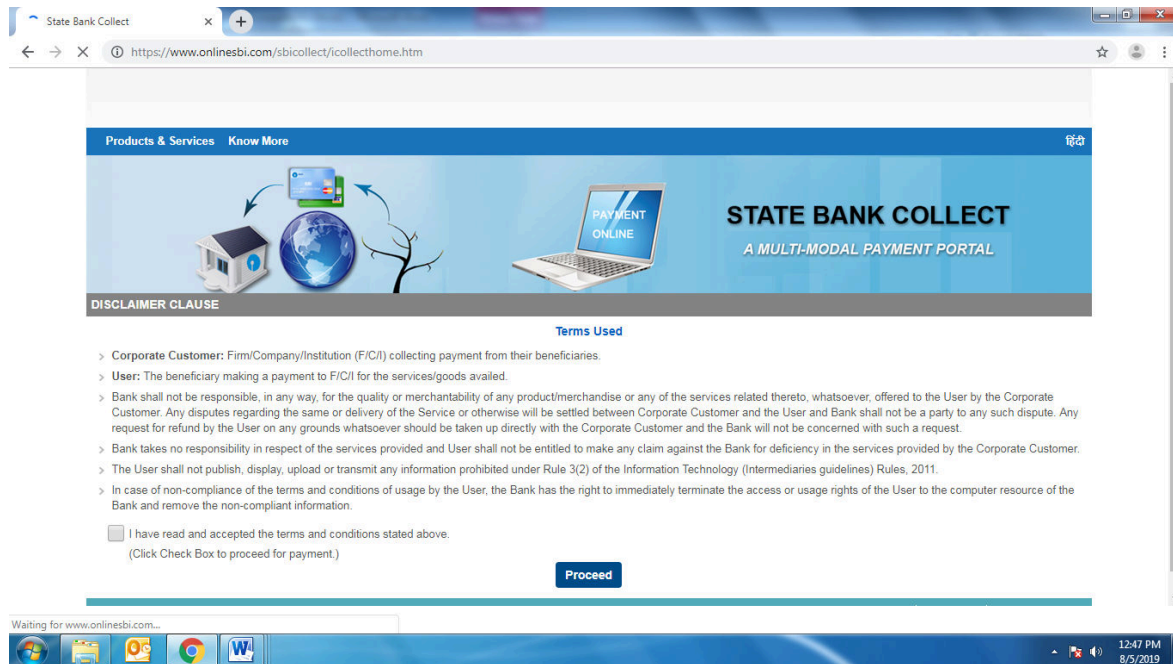 State Bank Collect
https://www.onlinesbi.com/sbicollect/icollecthome.htm
Products & Services Know More हिंदी
PAYMENT
ONLINE
STATE BANK COLLECT
A MULTI-MODAL PAYMENT PORTAL
DISCLAIMER CLAUSE
Terms Used
Corporate Customer: Firm/Company/Institution (F/C/I) collecting payment from their beneficiaries.
User: The beneficiary making a payment to F/C/I for the services/goods availed.
Bank shall not be responsible, in any way, for the quality or merchantability of any product/merchandise or any of the services related thereto, whatsoever, offered to the User by the Corporate
Customer. Any disputes regarding the same or delivery of the Service or otherwise will be settled between Corporate Customer and the User and Bank shall not be a party to any such dispute. Any
request for refund by the User on any grounds whatsoever should be taken up directly with the Corporate Customer and the Bank will not be concerned with such a request.
Bank takes no responsibility in respect of the services provided and User shall not be entitled to make any claim against the Bank for deficiency in the services provided by the Corporate Customer.
The User shall not publish, display, upload or transmit any information prohibited under Rule 3(2) of the Information Technology (Intermediaries guidelines) Rules, 2011.
In case of non-compliance of the terms and conditions of usage by the User, the Bank has the right to immediately terminate the access or usage rights of the User to the computer resource of the
Bank and remove the non-compliant information.
I have read and accepted the terms and conditions stated above.
(Click Check Box to proceed for payment.)
Proceed
Waiting for www.onlinesbi.com...
12:47 PM
8/5/2019